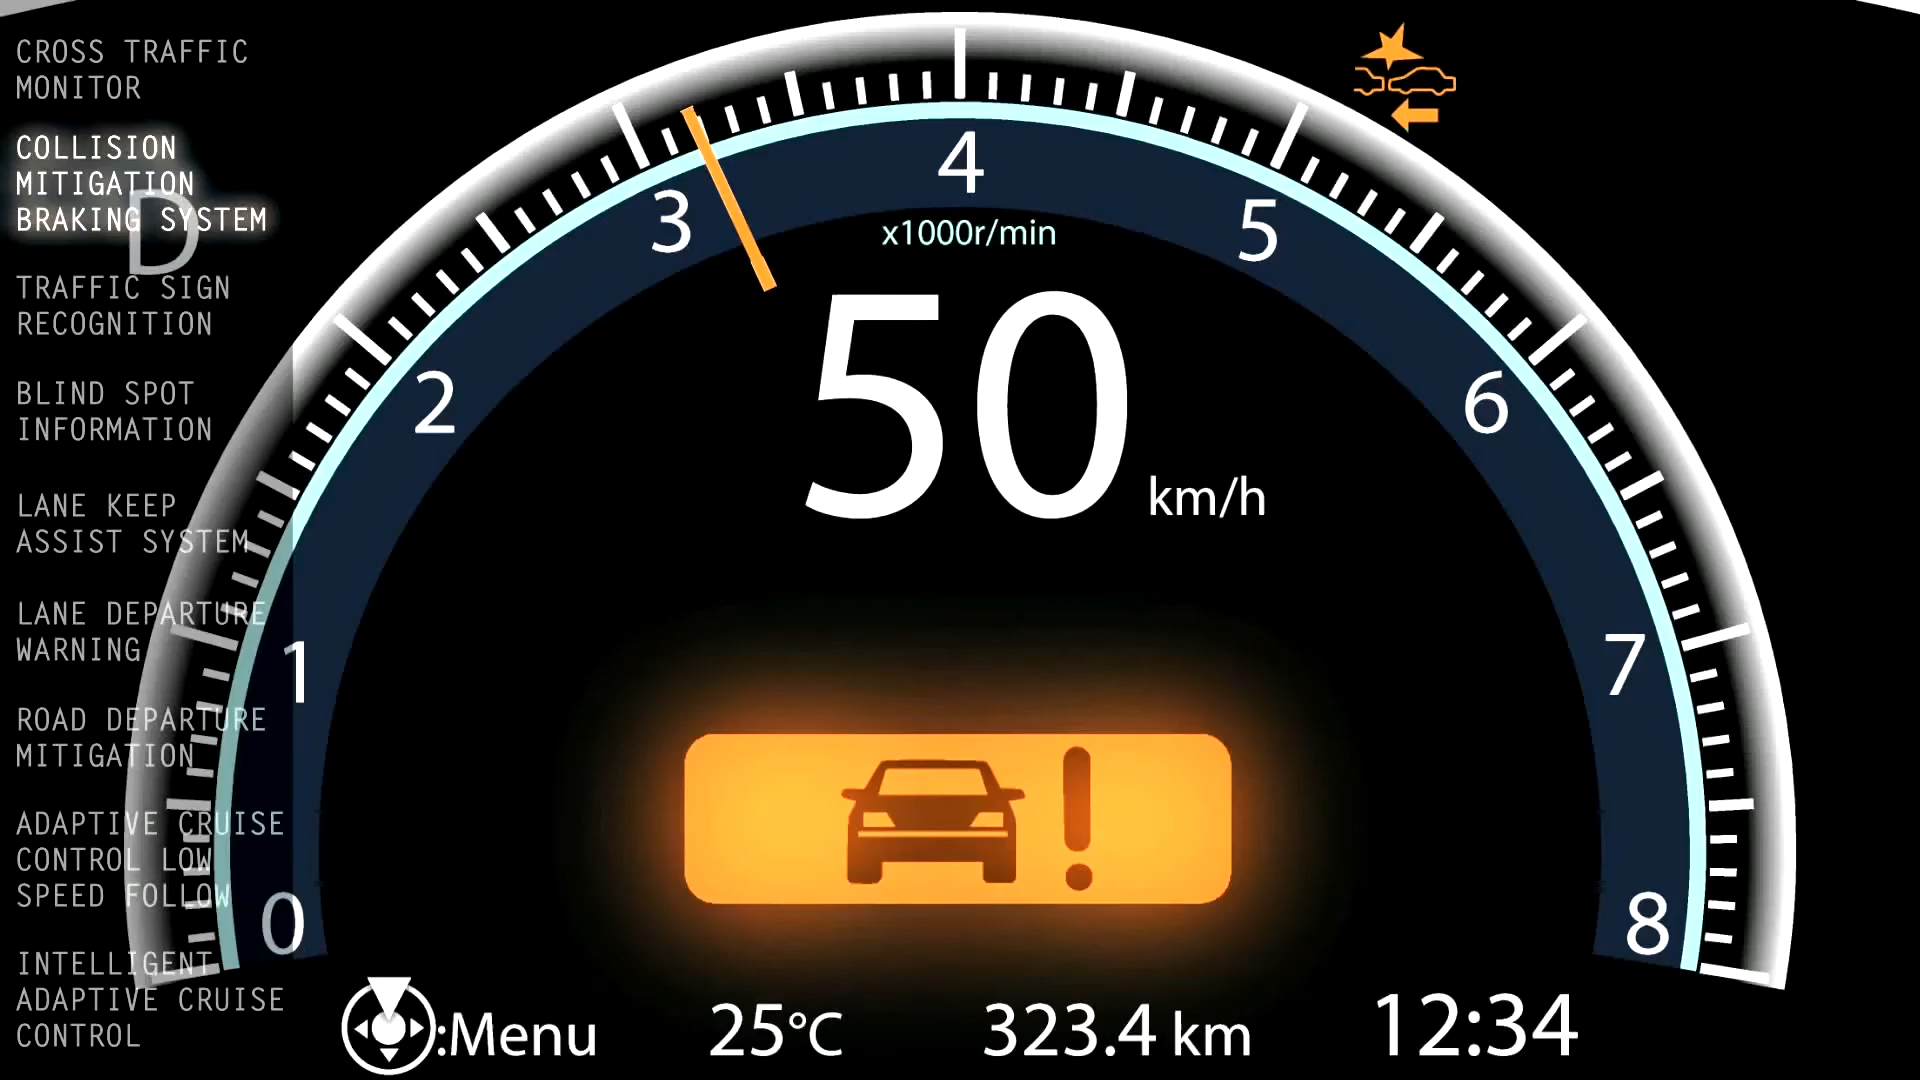 CROSS TRAFFIC
MONITOR
COLLISION
MITIGATION
BRAKING SYSTEM
D
TRAFFIC SIGN
RECOGNITION
BLIND SPOT
INFORMATION
LANE KEEP
ASSIST SYSTEM
LANE DEPARTURE
WARNING
ROAD DEPARTURE
MITIGATION
ADAPTIVE CRUISE
CONTROL LOW
SPEED FOLLOW
INTELLIGENT
ADAPTIVE CRUISE
CONTROL
0
1
2
3
4
5
6
7
8
x1000r/min
50 km/h
!
:Menu 25°C 323.4 km 12:34